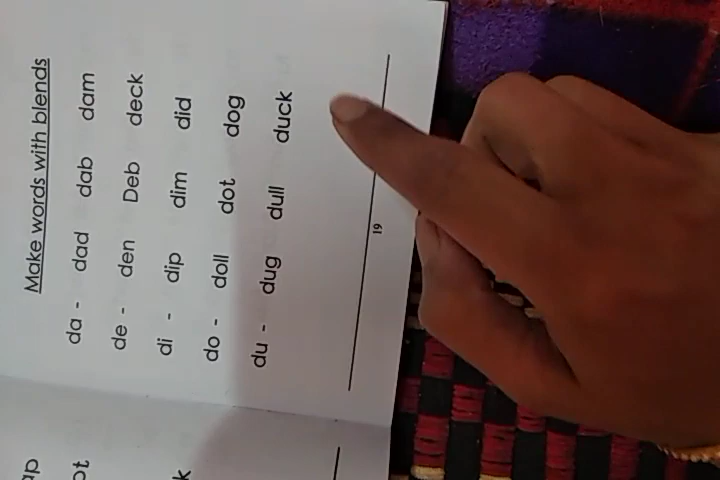 Make words with blends
da - dad dab dam
de - den Deb deck
di - dip dim did
do - doll dot dog
du - dug dull duck
19